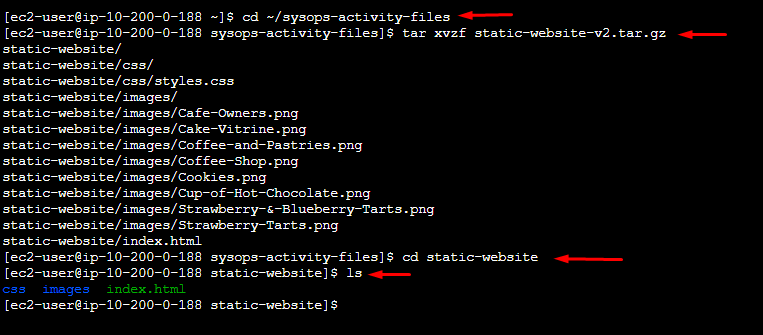 [ec2-user@ip-10-200-0-188 ~]$ cd ~/sysops-activity-files
[ec2-user@ip-10-200-0-188 sysops-activity-files]$ tar xvzf static-website-v2.tar.gz
static-website/
static-website/css/
static-website/css/styles.css
static-website/images/
static-website/images/Cafe-Owners.png
static-website/images/Cake-Vitrine.png
static-website/images/Coffee-and-Pastries.png
static-website/images/Coffee-Shop.png
static-website/images/Cookies.png
static-website/images/Cup-of-Hot-Chocolate.png
static-website/images/Strawberry-&-Blueberry-Tarts.png
static-website/images/Strawberry-Tarts.png
static-website/index.html
[ec2-user@ip-10-200-0-188 sysops-activity-files]$ cd static-website
[ec2-user@ip-10-200-0-188 static-website]$ ls
css  images  index.html
[ec2-user@ip-10-200-0-188 static-website]$